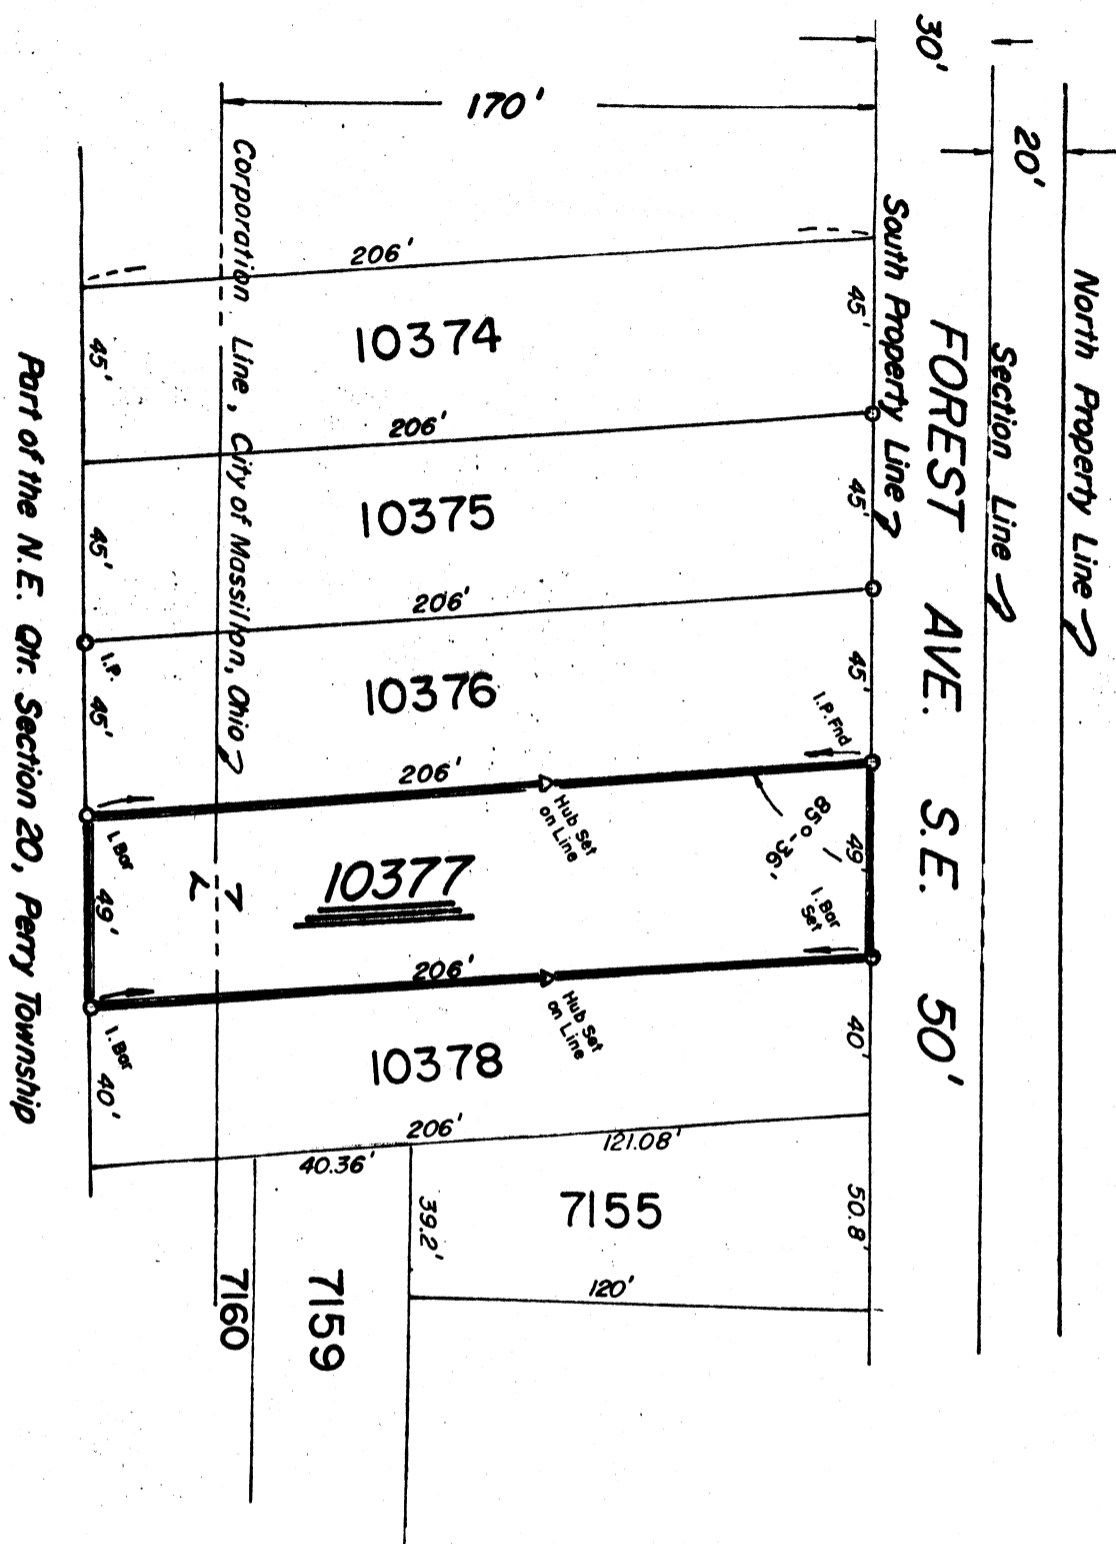 North Property Line
20'
Section Line
30'
FOREST AVE. S.E. 50'
South Property Line
170'
45'
45'
45'
49'
40'
50.8'
I.P. Fnd
85°-36'
I. Bar
Set
206'
10374
206'
10375
206'
10376
206'
Hub Set
on Line
10377
206'
Hub Set
on Line
10378
206'
121.08'
40.36'
7155
39.2'
120'
7159
7160
Corporation Line, City of Massillon, Ohio
45'
45'
I.P.
45'
I. Bar
49'
I. Bar
40'
Part of the N.E. Qtr. Section 20, Perry Township